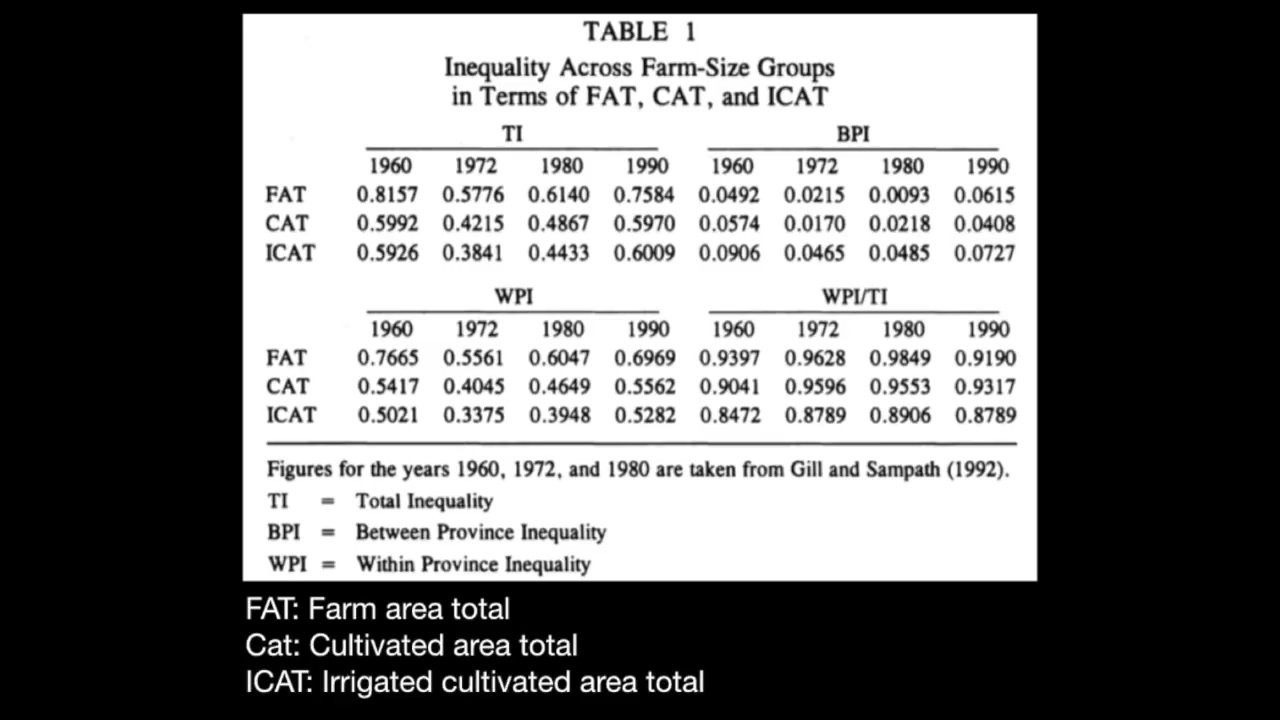 TABLE 1
Inequality Across Farm-Size Groups
in Terms of FAT, CAT, and ICAT
TI BPI
1960 1972 1980 1990 1960 1972 1980 1990
FAT 0.8157 0.5776 0.6140 0.7584 0.0492 0.0215 0.0093 0.0615
CAT 0.5992 0.4215 0.4867 0.5970 0.0574 0.0170 0.0218 0.0408
ICAT 0.5926 0.3841 0.4433 0.6009 0.0906 0.0465 0.0485 0.0727
WPI WPI/TI
1960 1972 1980 1990 1960 1972 1980 1990
FAT 0.7665 0.5561 0.6047 0.6969 0.9397 0.9628 0.9849 0.9190
CAT 0.5417 0.4045 0.4649 0.5562 0.9041 0.9596 0.9553 0.9317
ICAT 0.5021 0.3375 0.3948 0.5282 0.8472 0.8789 0.8906 0.8789
Figures for the years 1960, 1972, and 1980 are taken from Gill and Sampath (1992).
TI = Total Inequality
BPI = Between Province Inequality
WPI = Within Province Inequality
FAT: Farm area total
Cat: Cultivated area total
ICAT: Irrigated cultivated area total